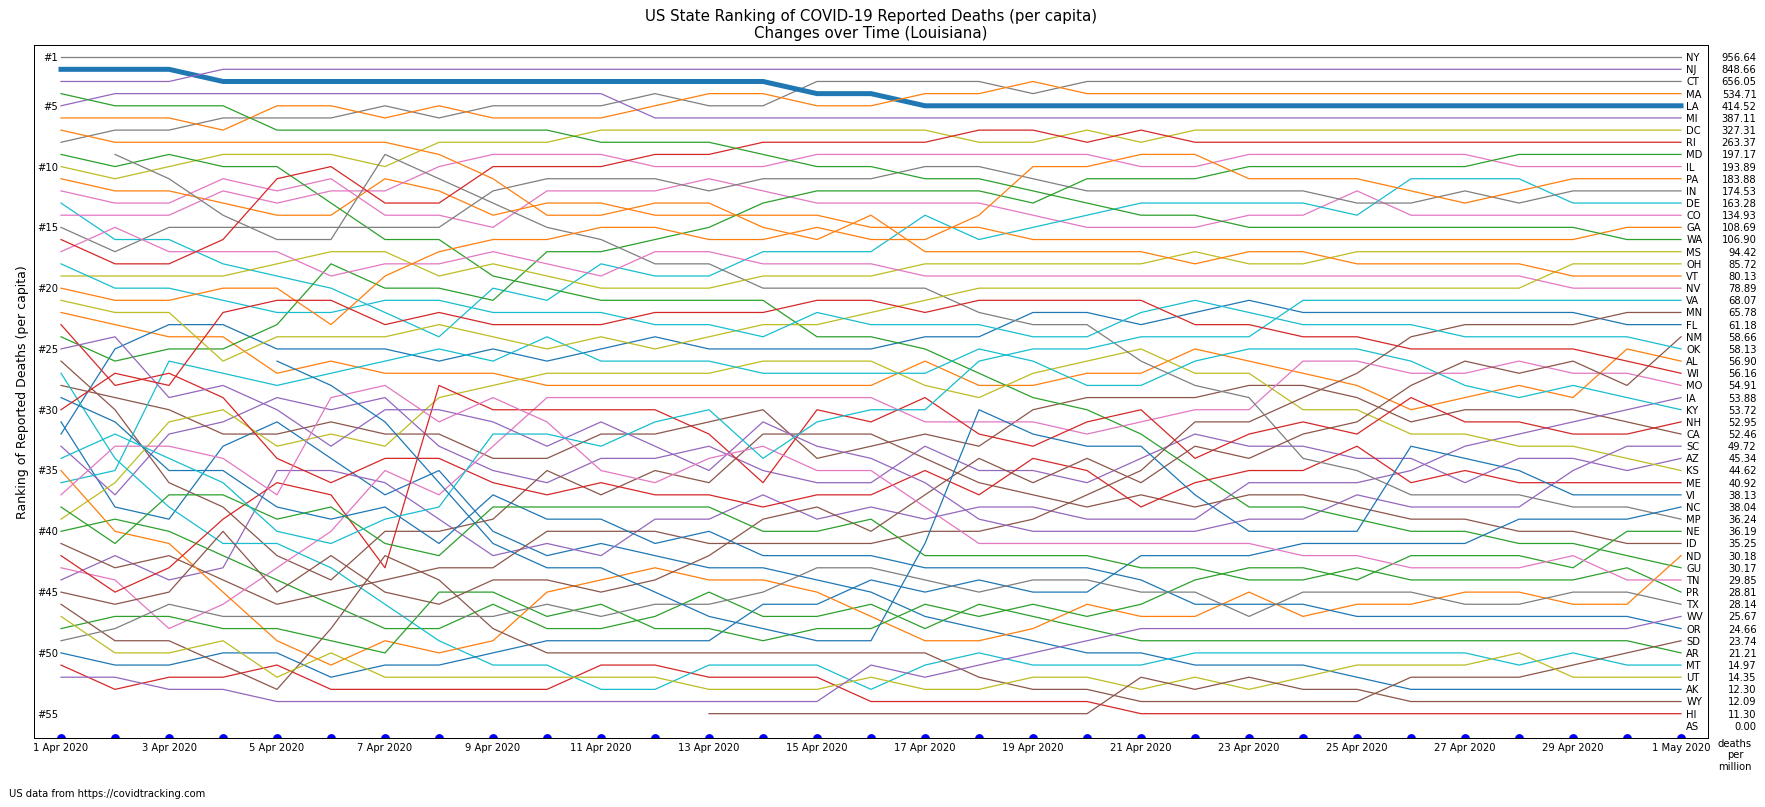 US State Ranking of COVID-19 Reported Deaths (per capita)
Changes over Time (Louisiana)
Ranking of Reported Deaths (per capita)
#1
#5
#10
#15
#20
#25
#30
#35
#40
#45
#50
#55
NY 956.64
NJ 848.66
CT 656.05
MA 534.71
LA 414.52
MI 387.11
DC 327.31
RI 263.37
MD 197.17
IL 193.89
PA 183.88
IN 174.53
DE 163.28
CO 134.93
GA 108.69
WA 106.90
MS 94.42
OH 85.72
VT 80.13
NV 78.89
VA 68.07
MN 65.78
FL 61.18
NM 58.66
OK 58.13
AL 56.90
WI 56.16
MO 54.91
IA 53.88
KY 53.72
NH 52.95
CA 52.46
SC 49.72
AZ 45.34
KS 44.62
ME 40.92
VI 38.13
NC 38.04
MP 36.24
NE 36.19
ID 35.25
ND 30.18
GU 30.17
TN 29.85
PR 28.81
TX 28.14
WV 25.67
OR 24.66
SD 23.74
AR 21.21
MT 14.97
UT 14.35
AK 12.30
WY 12.09
HI 11.30
AS 0.00
1 Apr 2020 3 Apr 2020 5 Apr 2020 7 Apr 2020 9 Apr 2020 11 Apr 2020 13 Apr 2020 15 Apr 2020 17 Apr 2020 19 Apr 2020 21 Apr 2020 23 Apr 2020 25 Apr 2020 27 Apr 2020 29 Apr 2020 1 May 2020
deaths
per
million
US data from https://covidtracking.com